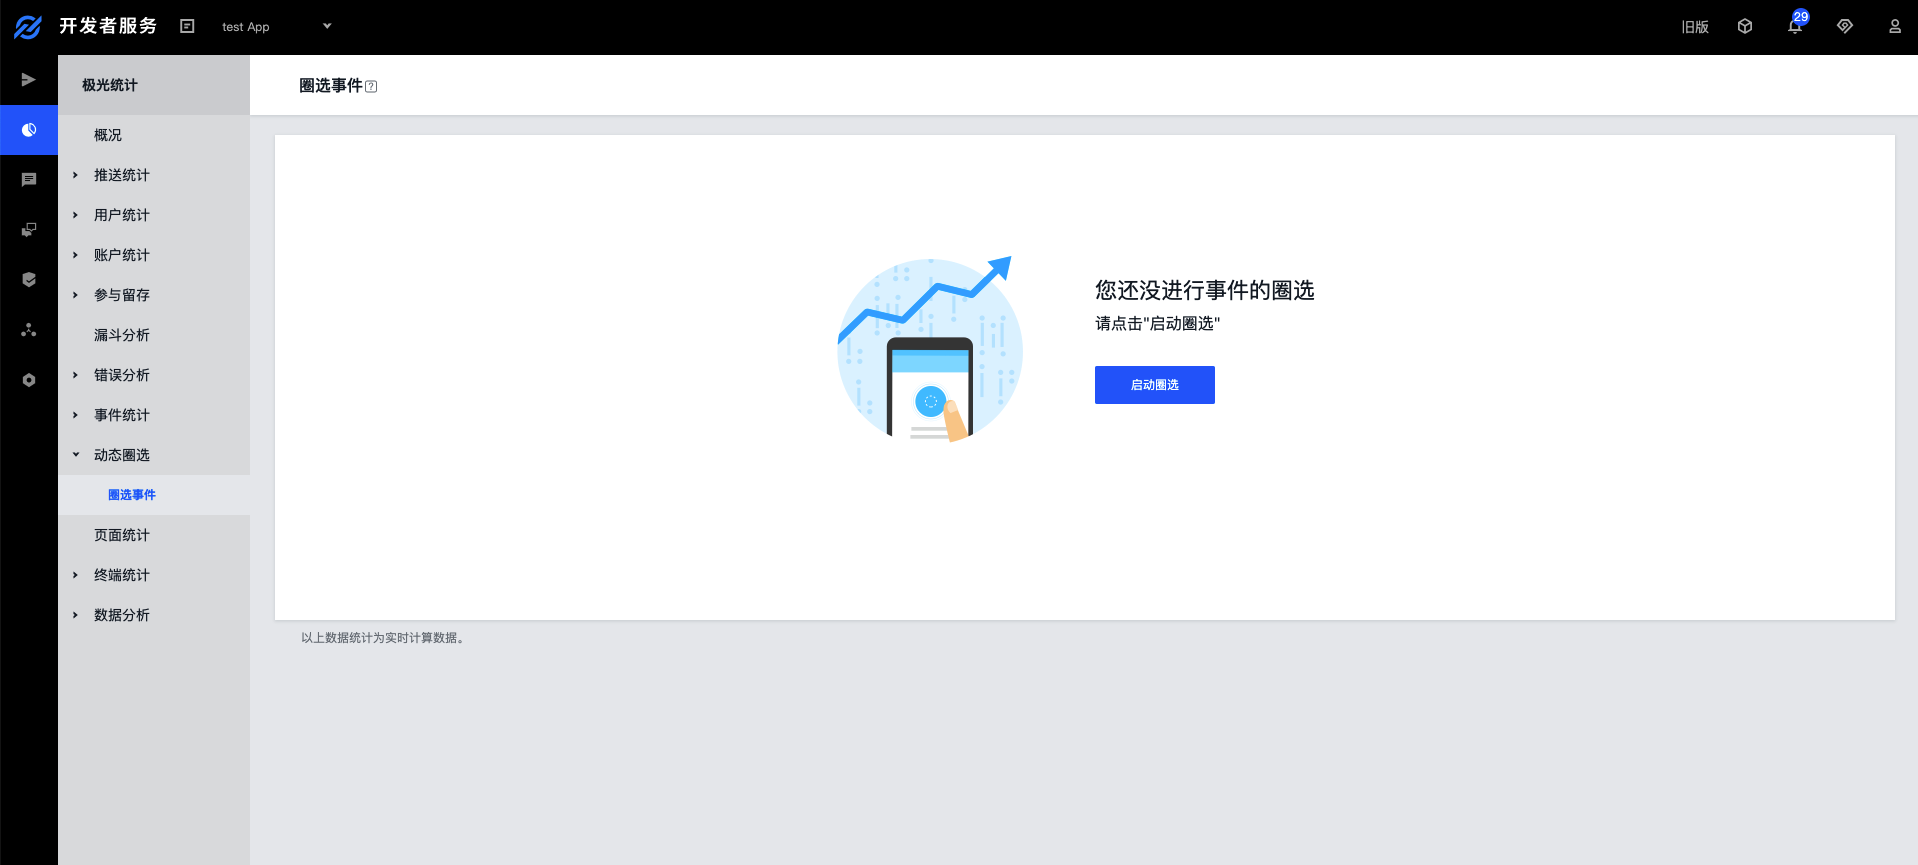 开发者服务
test App
旧版
29
极光统计
概况
推送统计
用户统计
账户统计
参与留存
漏斗分析
错误分析
事件统计
动态圈选
圈选事件
页面统计
终端统计
数据分析
圈选事件?
您还没进行事件的圈选
请点击"启动圈选"
启动圈选
以上数据统计为实时计算数据。